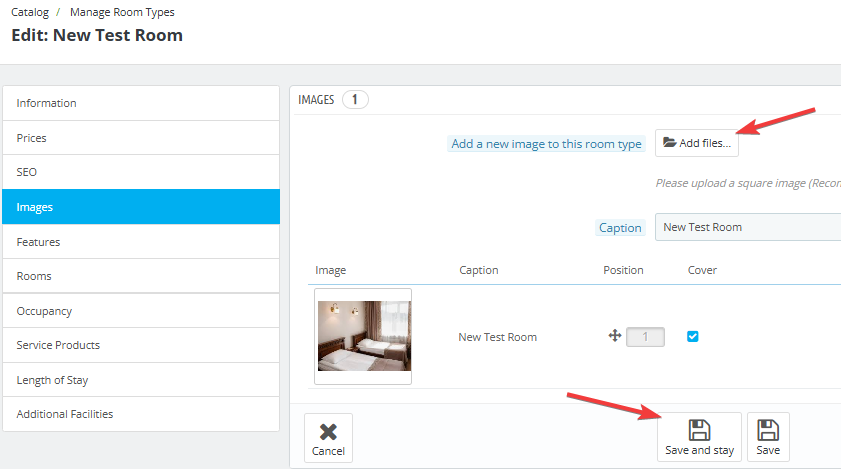 Catalog / Manage Room Types
Edit: New Test Room
Information
Prices
SEO
Images
Features
Rooms
Occupancy
Service Products
Length of Stay
Additional Facilities
IMAGES 1
Add a new image to this room type Add files...
Please upload a square image (Recon
Caption New Test Room
Image Caption Position Cover
New Test Room 1
Cancel Save and stay Save